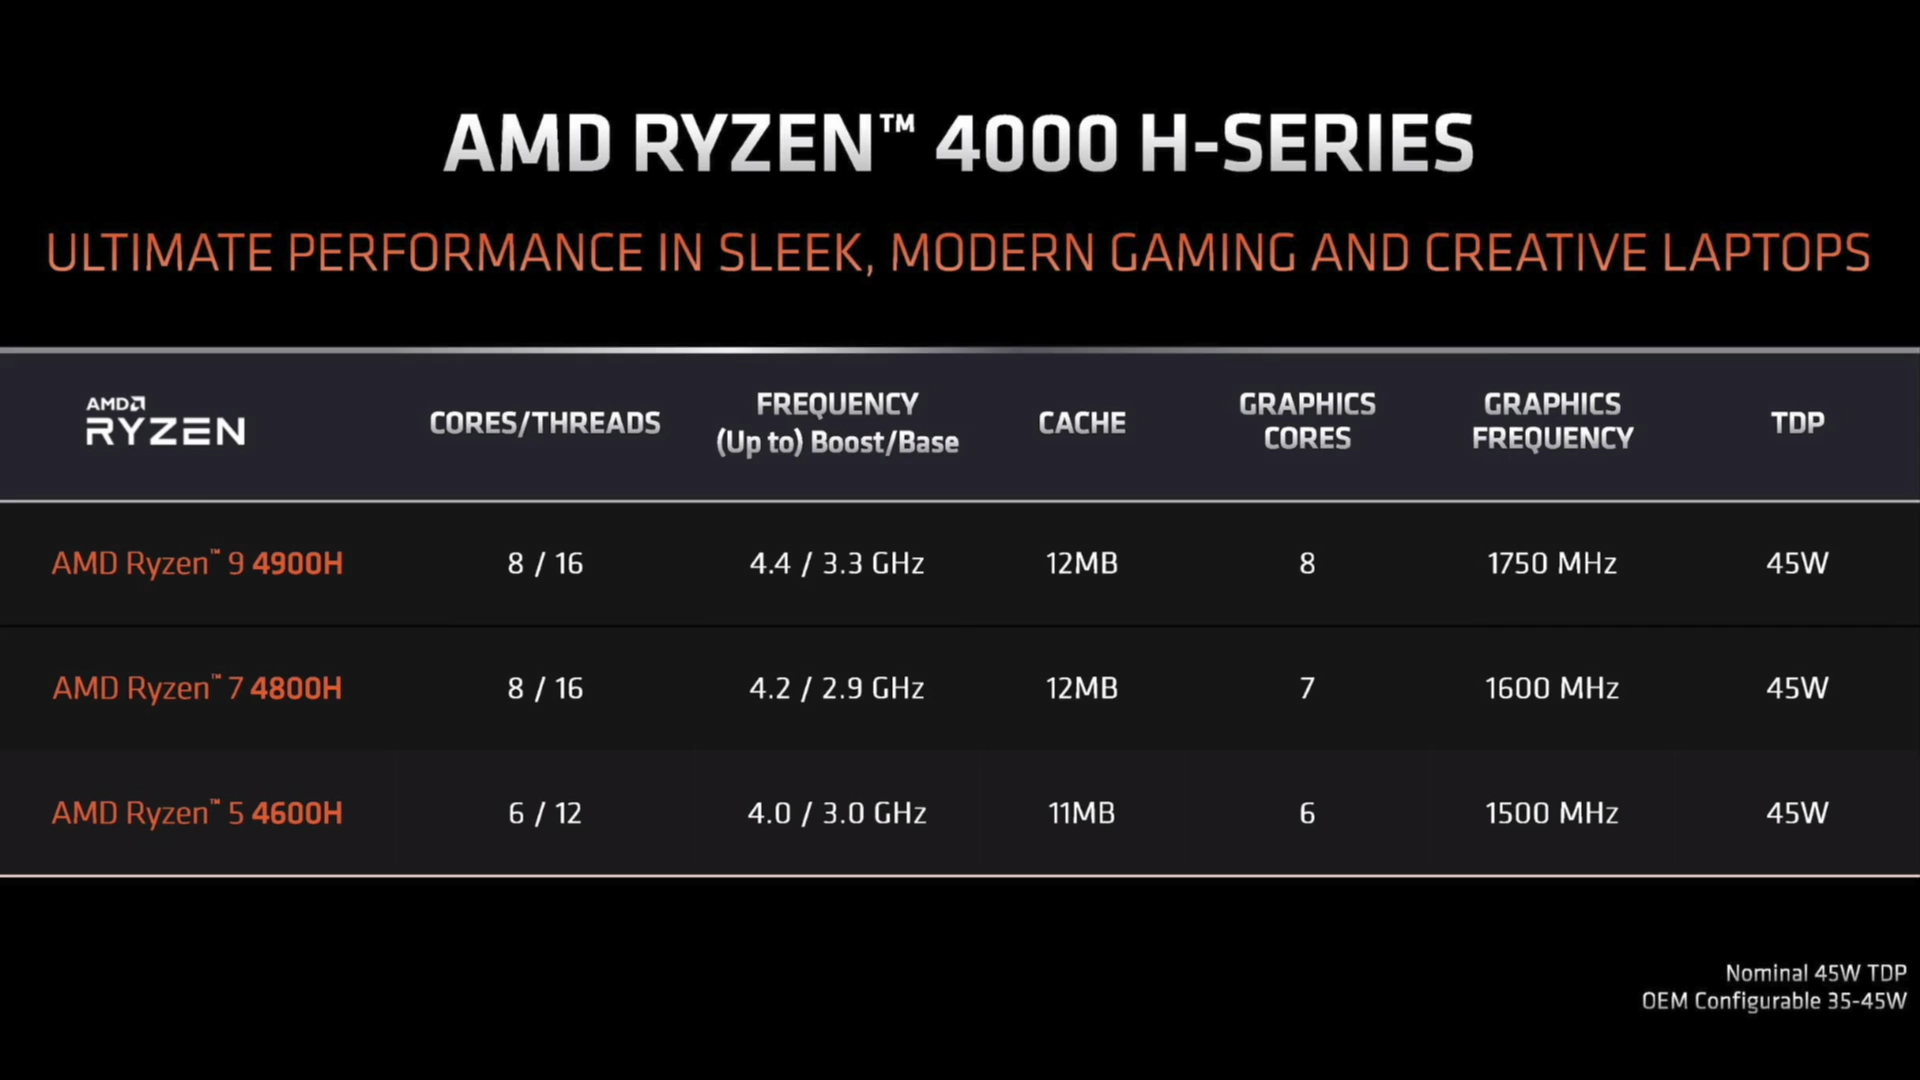 AMD RYZEN™ 4000 H-SERIES
ULTIMATE PERFORMANCE IN SLEEK, MODERN GAMING AND CREATIVE LAPTOPS
AMD RYZEN CORES/THREADS FREQUENCY (Up to) Boost/Base CACHE GRAPHICS CORES GRAPHICS FREQUENCY TDP
AMD Ryzen™ 9 4900H 8 / 16 4.4 / 3.3 GHz 12MB 8 1750 MHz 45W
AMD Ryzen™ 7 4800H 8 / 16 4.2 / 2.9 GHz 12MB 7 1600 MHz 45W
AMD Ryzen™ 5 4600H 6 / 12 4.0 / 3.0 GHz 11MB 6 1500 MHz 45W
Nominal 45W TDP
OEM Configurable 35-45W